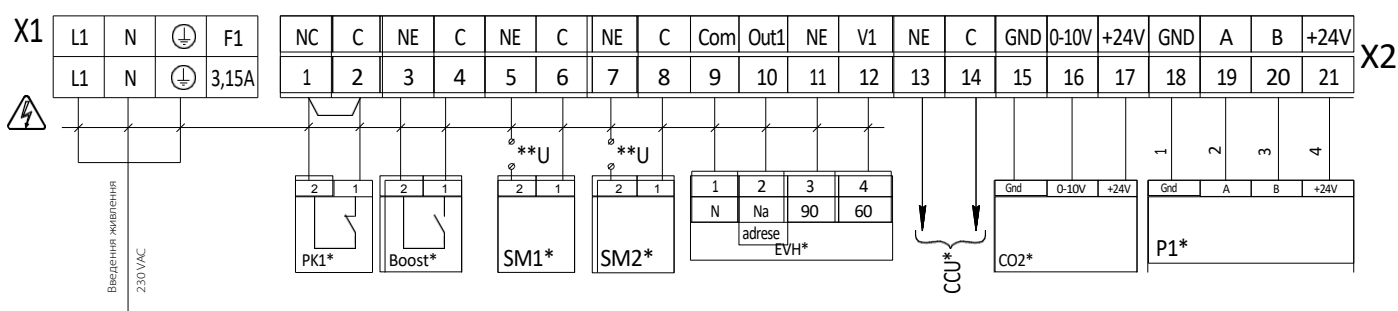 X1 L1 N F1 NC C NE C NE C NE C Com Out1 NE V1 NE C GND 0-10V +24V GND A B +24V X2
L1 N 3,15A 1 2 3 4 5 6 7 8 9 10 11 12 13 14 15 16 17 18 19 20 21
**U **U
1 2 3 4
2 1 2 1 2 1 2 1 1 2 3 4 Gnd 0-10V +24V Gnd A B +24V
N Na 90 60
adrese
EVH*
PK1* Boost* SM1* SM2* CCU* CO2* P1*
Введення живлення
230 VAC